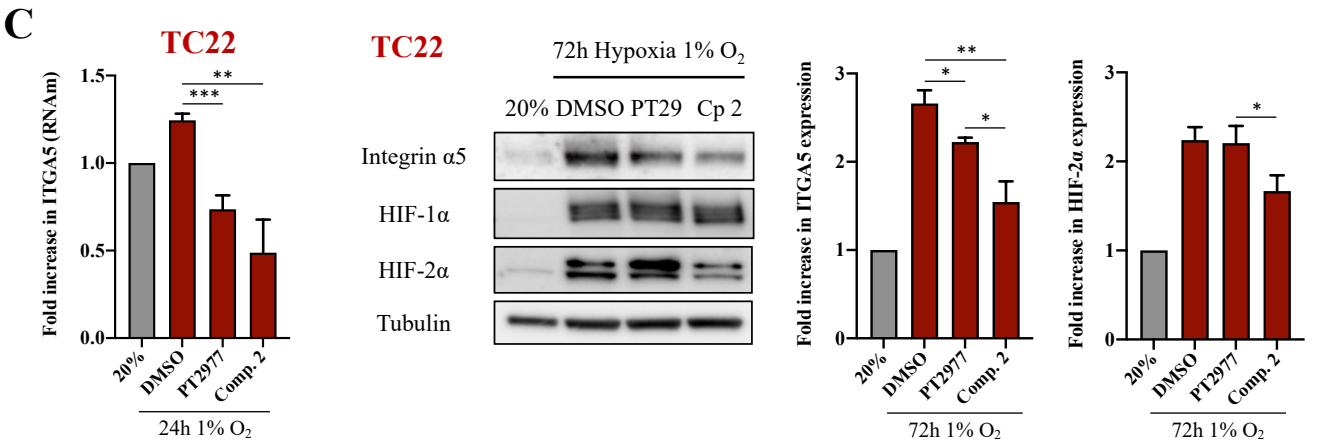 C
TC22
Fold increase in ITGA5 (RNAm)
1.5
1.0
0.5
0.0
**
***
20%
DMSO
PT2977
Comp. 2
24h 1% O₂
TC22
72h Hypoxia 1% O₂
20% DMSO PT29 Cp 2
Integrin α5
HIF-1α
HIF-2α
Tubulin
Fold increase in ITGA5 expression
3
2
1
0
**
*
*
20%
DMSO
PT2977
Comp. 2
72h 1% O₂
Fold increase in HIF-2α expression
3
2
1
0
*
20%
DMSO
PT2977
Comp. 2
72h 1% O₂